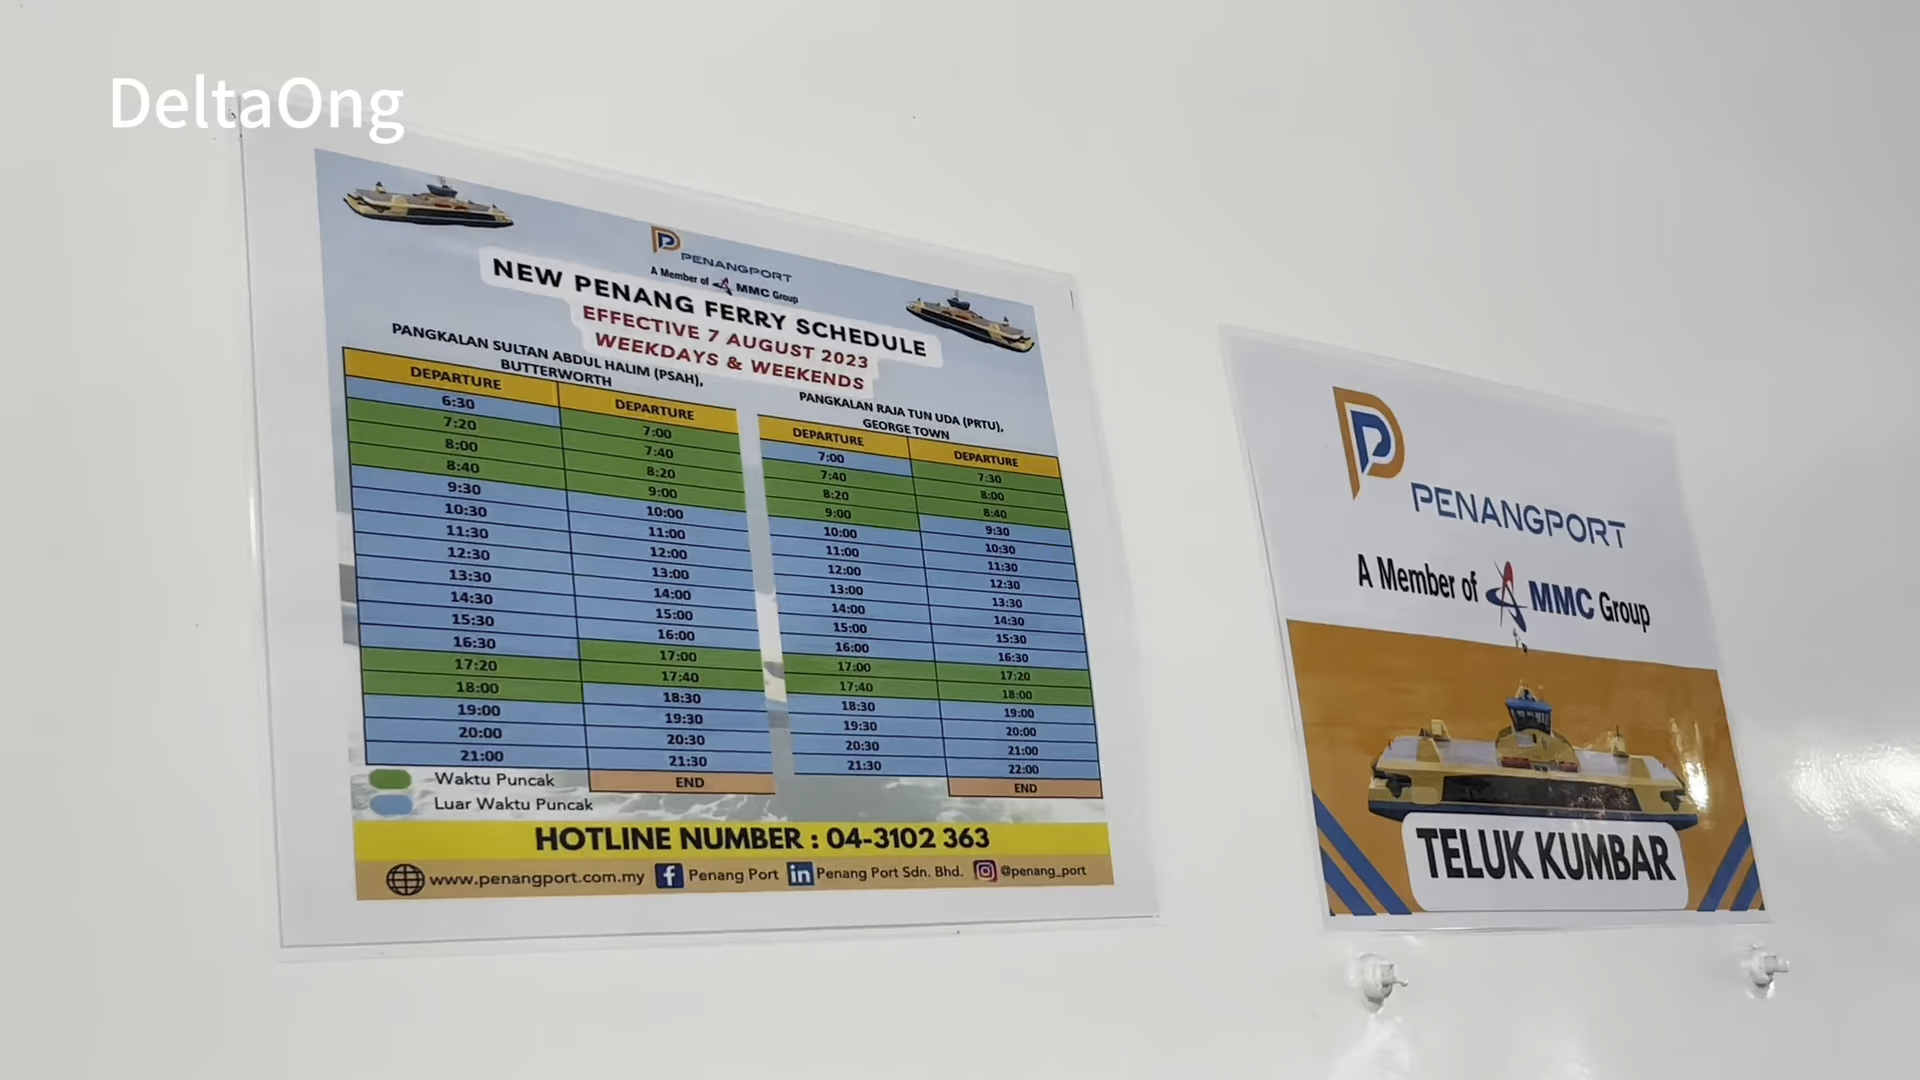 DeltaOng
PENANGPORT
A Member of MMC Group
NEW PENANG FERRY SCHEDULE
EFFECTIVE 7 AUGUST 2023
WEEKDAYS & WEEKENDS
PANGKALAN SULTAN ABDUL HALIM (PSAH),
BUTTERWORTH
DEPARTURE DEPARTURE
6:30 7:00
7:20 7:40
8:00 8:20
8:40 9:00
9:30 10:00
10:30 11:00
11:30 12:00
12:30 13:00
13:30 14:00
14:30 15:00
15:30 16:00
16:30 17:00
17:20 17:40
18:00 18:30
19:00 19:30
20:00 20:30
21:00 21:30
END
PANGKALAN RAJA TUN UDA (PRTU),
GEORGE TOWN
DEPARTURE DEPARTURE
7:00 7:30
7:40 8:00
8:20 8:40
9:00 9:30
10:00 10:30
11:00 11:30
12:00 12:30
13:00 13:30
14:00 14:30
15:00 15:30
16:00 16:30
17:00 17:20
17:40 18:00
18:30 19:00
19:30 20:00
20:30 21:00
21:30 22:00
END
Waktu Puncak
Luar Waktu Puncak
HOTLINE NUMBER : 04-3102 363
www.penangport.com.my f Penang Port in Penang Port Sdn. Bhd. @penang_port
PENANGPORT
A Member of MMC Group
TELUK KUMBAR